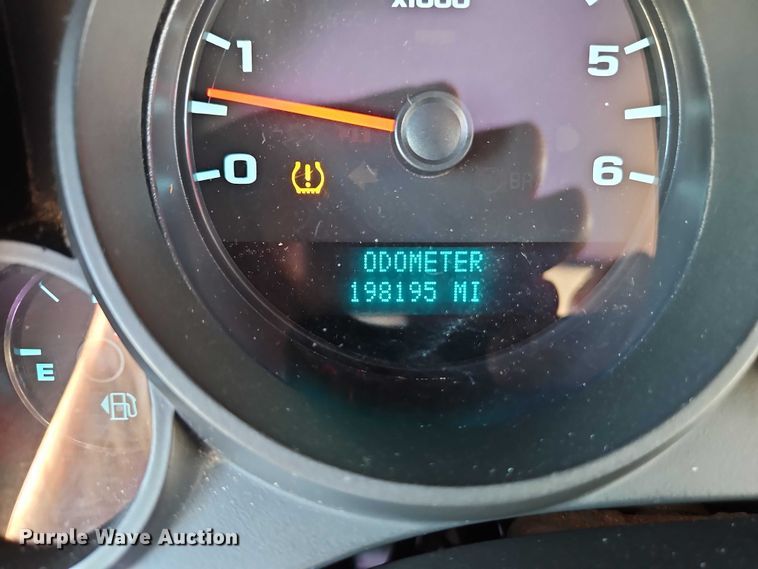 x1000
1
5
0
6
ODOMETER
198195 MI
E
Purple Wave Auction